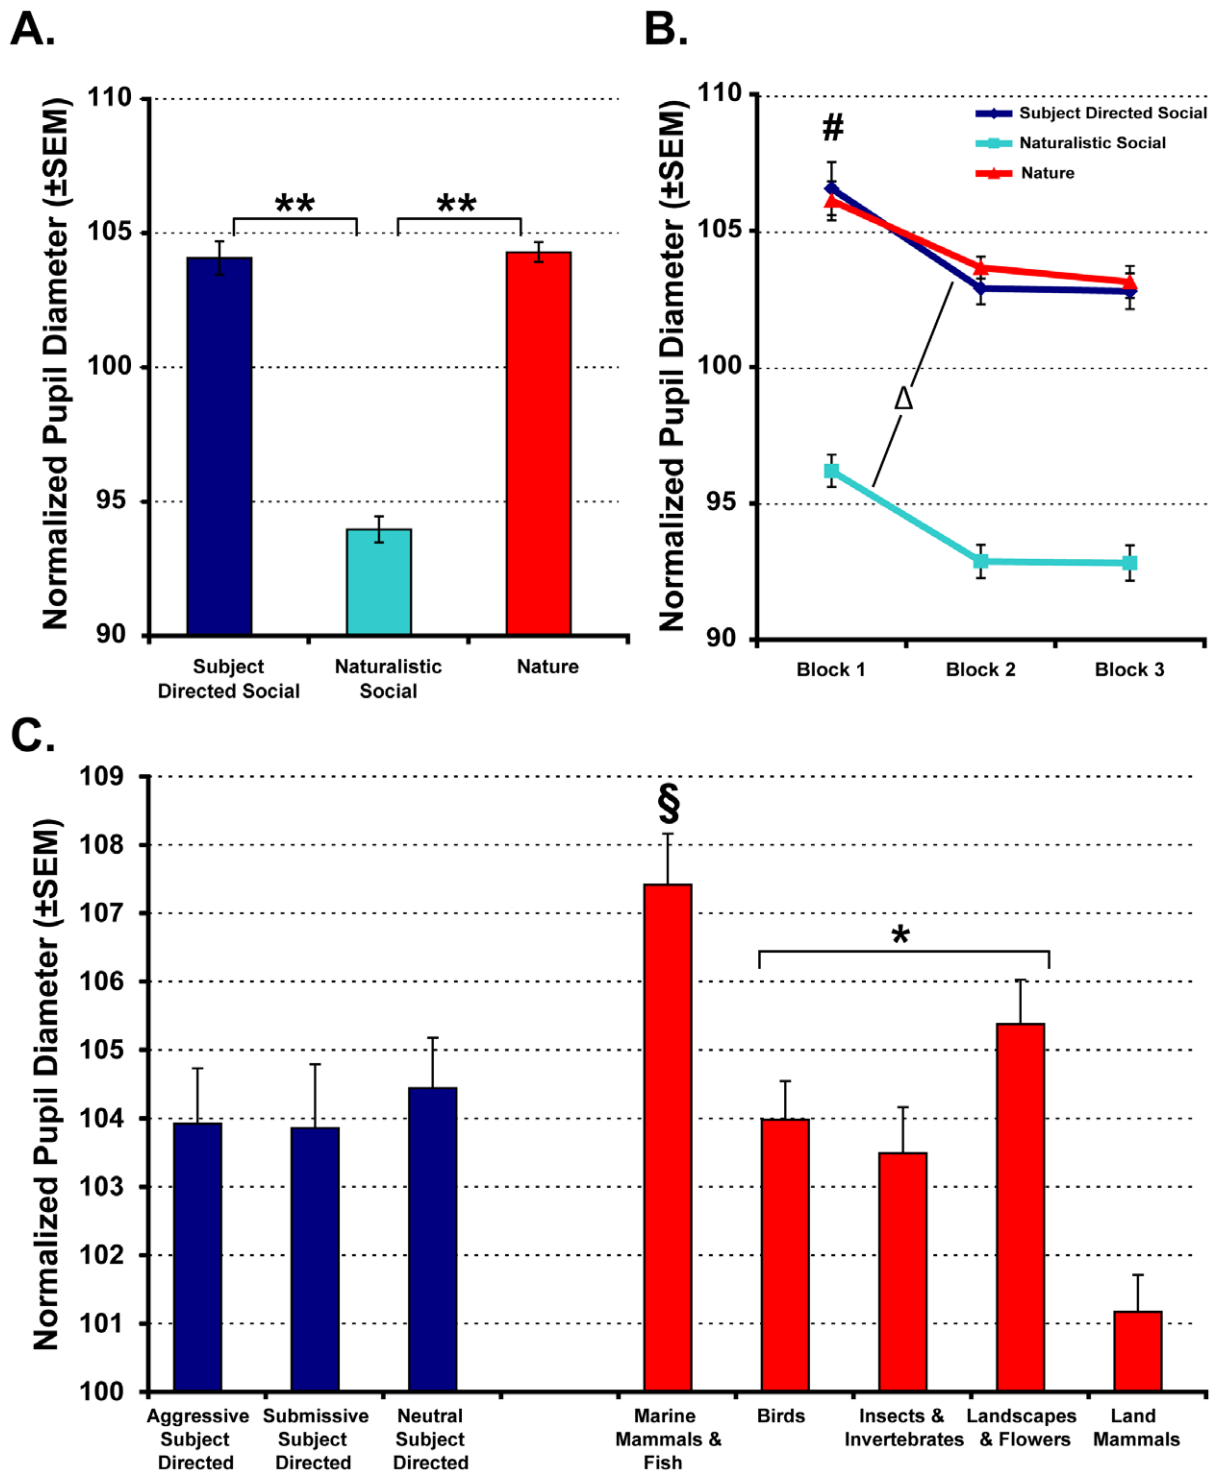 A.
Normalized Pupil Diameter (±SEM)
110
105
100
95
90
**
**
Subject
Directed Social
Naturalistic
Social
Nature
B.
Normalized Pupil Diameter (±SEM)
110
105
100
95
90
#
Subject Directed Social
Naturalistic Social
Nature
Δ
Block 1
Block 2
Block 3
C.
Normalized Pupil Diameter (±SEM)
109
108
107
106
105
104
103
102
101
100
§
*
Aggressive
Subject
Directed
Submissive
Subject
Directed
Neutral
Subject
Directed
Marine
Mammals &
Fish
Birds
Insects &
Invertebrates
Landscapes
& Flowers
Land
Mammals